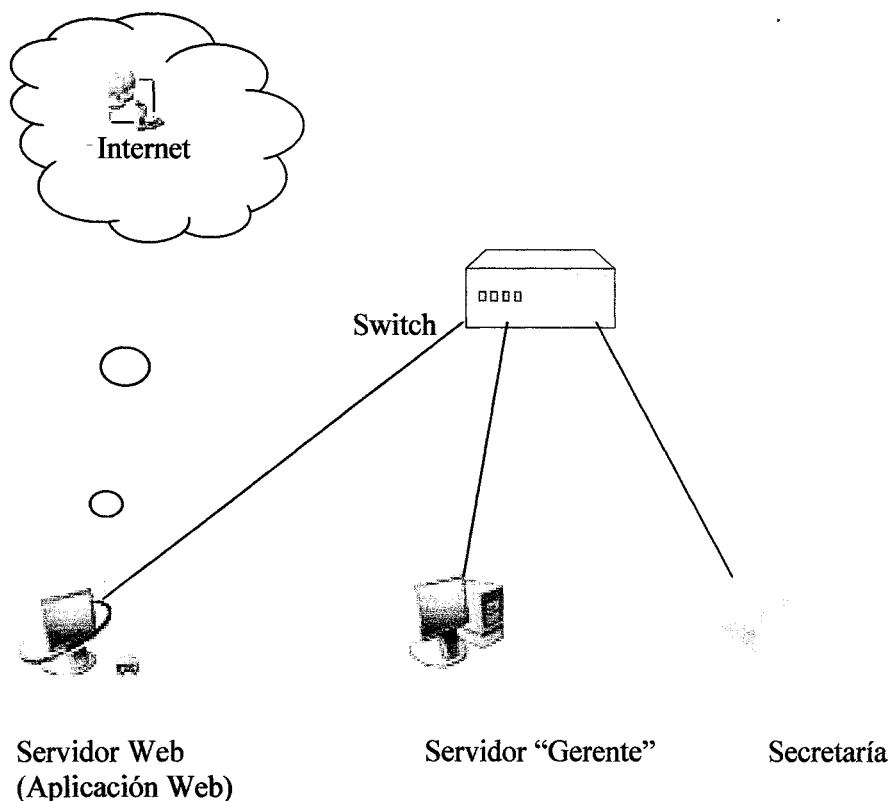 Internet
Switch
Servidor Web
(Aplicación Web)
Servidor “Gerente”
Secretaría